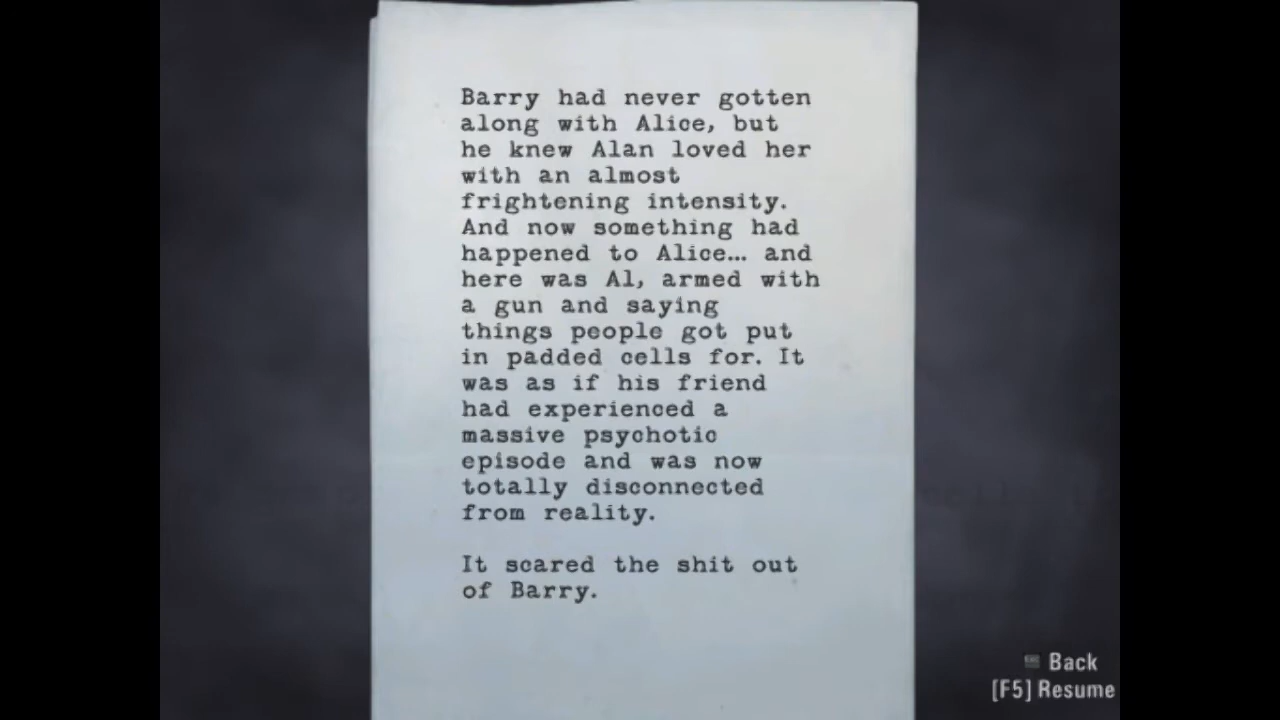 Barry had never gotten
along with Alice, but
he knew Alan loved her
with an almost
frightening intensity.
And now something had
happened to Alice… and
here was Al, armed with
a gun and saying
things people got put
in padded cells for. It
was as if his friend
had experienced a
massive psychotic
episode and was now
totally disconnected
from reality.
It scared the shit out
of Barry.
Back
[F5] Resume